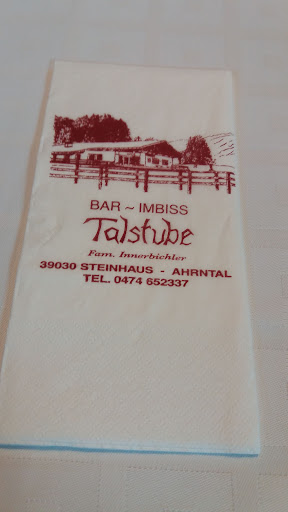 BAR ~ IMBISS
Talstube
Fam. Innerbichler
39030 STEINHAUS - AHRNTAL
TEL. 0474 652337